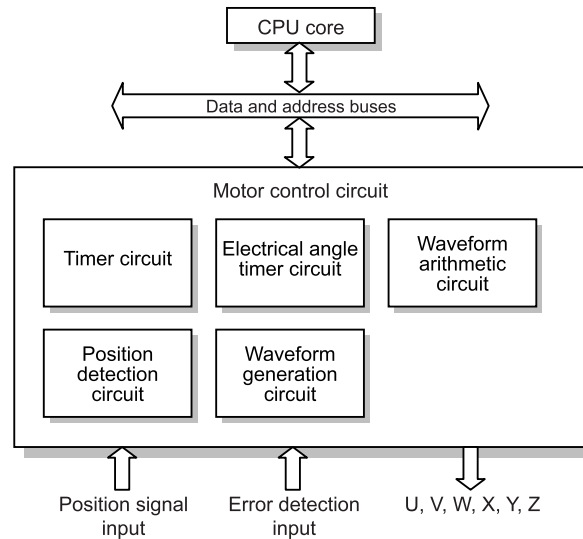 CPU core
Data and address buses
Motor control circuit
Timer circuit
Electrical angle
timer circuit
Waveform
arithmetic
circuit
Position
detection
circuit
Waveform
generation
circuit
Position signal
input
Error detection
input
U, V, W, X, Y, Z